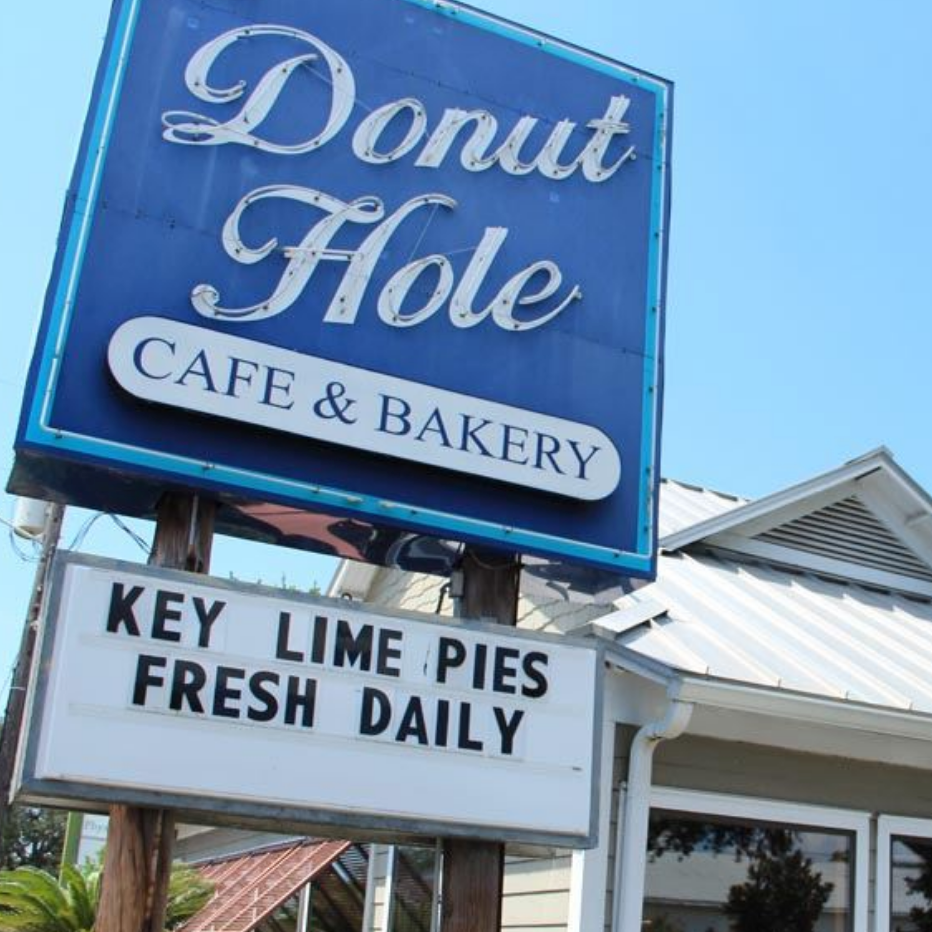 Donut
Hole
CAFE & BAKERY
KEY LIME PIES
FRESH DAILY